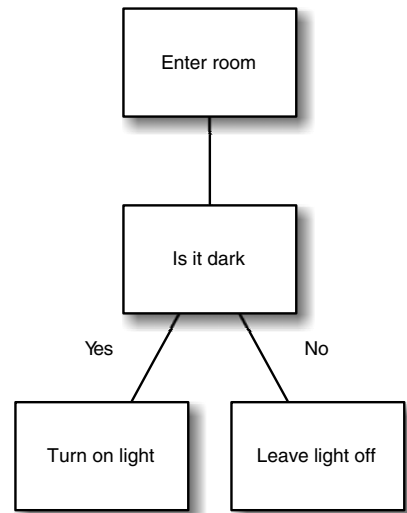 Enter room
Is it dark
Yes
No
Turn on light
Leave light off